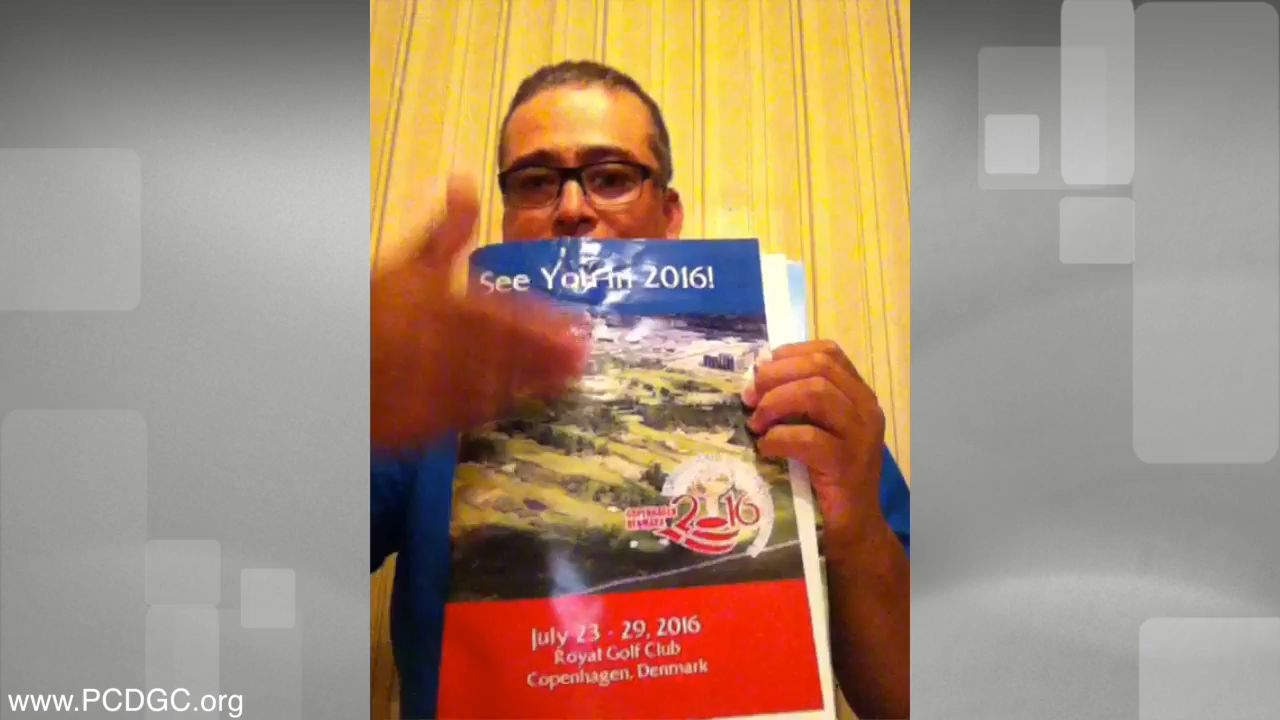 See You in 2016!
COPENHAGEN
DENMARK
2016
July 23 - 29, 2016
Royal Golf Club
Copenhagen, Denmark
www.PCDGC.org